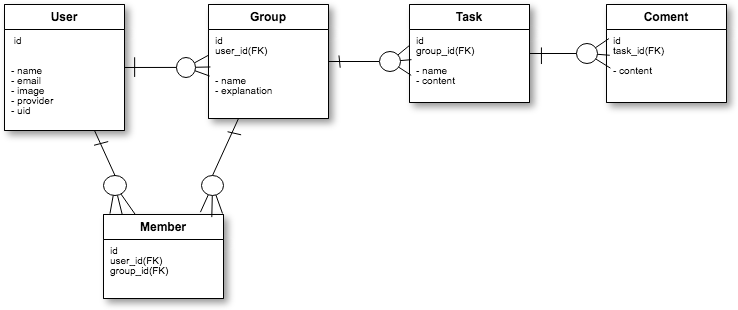 User
id
- name
- email
- image
- provider
- uid
Group
id
user_id(FK)
- name
- explanation
Task
id
group_id(FK)
- name
- content
Coment
id
task_id(FK)
- content
Member
id
user_id(FK)
group_id(FK)